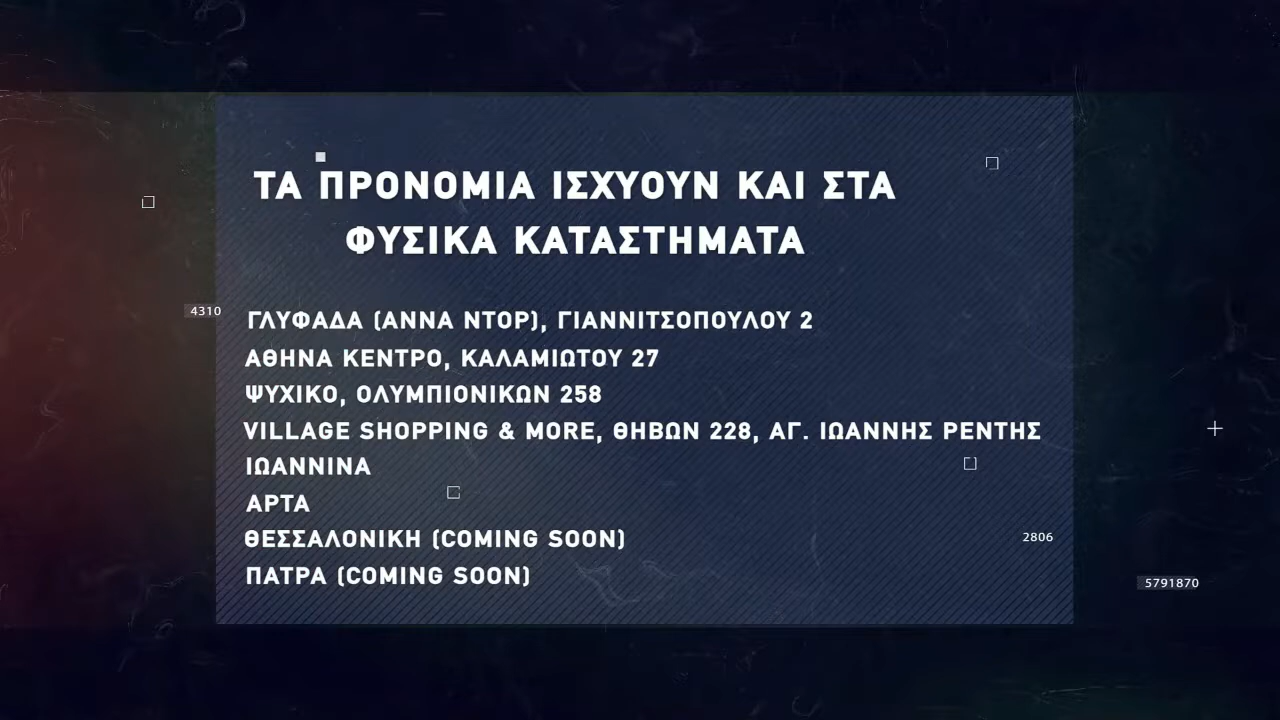 ΤΑ ΠΡΟΝΟΜΙΑ ΙΣΧΥΟΥΝ ΚΑΙ ΣΤΑ
ΦΥΣΙΚΑ ΚΑΤΑΣΤΗΜΑΤΑ
4310
ΓΛΥΦΑΔΑ (ΑΝΝΑ ΝΤΟΡ), ΓΙΑΝΝΙΤΣΟΠΟΥΛΟΥ 2
ΑΘΗΝΑ ΚΕΝΤΡΟ, ΚΑΛΑΜΙΩΤΟΥ 27
ΨΥΧΙΚΟ, ΟΛΥΜΠΙΟΝΙΚΩΝ 258
VILLAGE SHOPPING & MORE, ΘΗΒΩΝ 228, ΑΓ. ΙΩΑΝΝΗΣ ΡΕΝΤΗΣ
ΙΩΑΝΝΙΝΑ
ΑΡΤΑ
ΘΕΣΣΑΛΟΝΙΚΗ (COMING SOON)
2806
ΠΑΤΡΑ (COMING SOON)
5791870